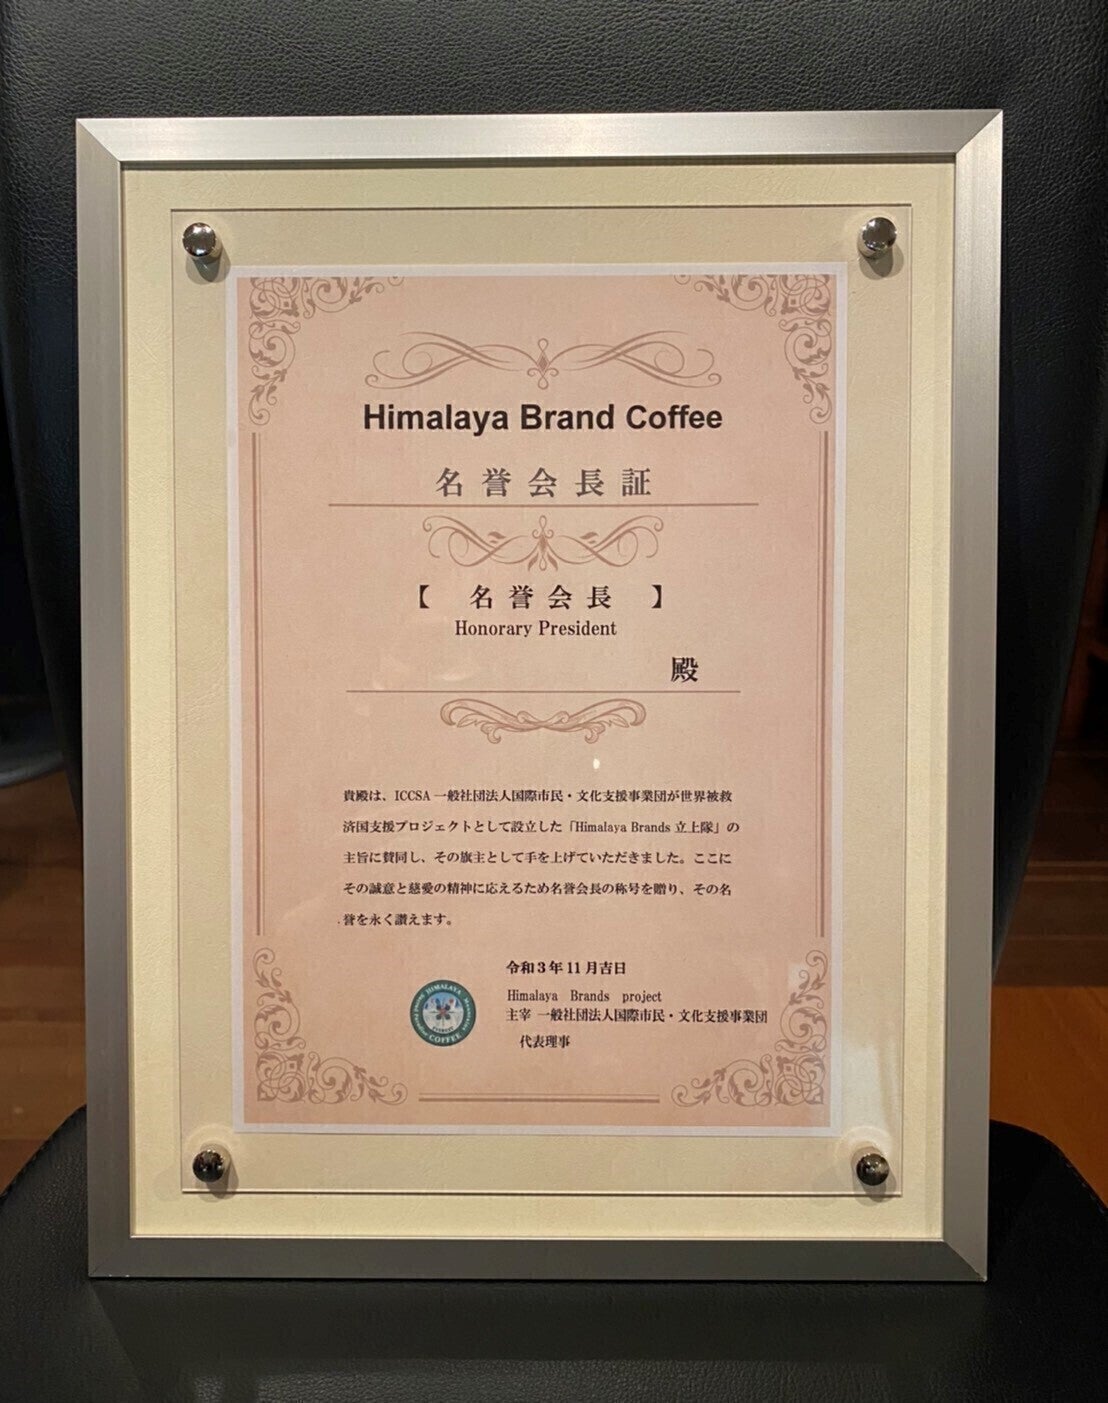 Himalaya Brand Coffee
名誉会長証
【 名誉会長 】
Honorary President
殿
貴殿は、ICCSA 一般社団法人国際市民・文化支援事業団が世界被救
済国支援プロジェクトとして設立した「Himalaya Brands 立上隊」の
主旨に賛同し、その旗主として手を上げていただきました。ここに
その誠意と慈愛の精神に応えるため名誉会長の称号を贈り、その名
誉を永く讃えます。
令和3年11月吉日
Himalaya Brands project
主宰 一般社団法人国際市民・文化支援事業団
代表理事
HIMALAYA
COFFEE